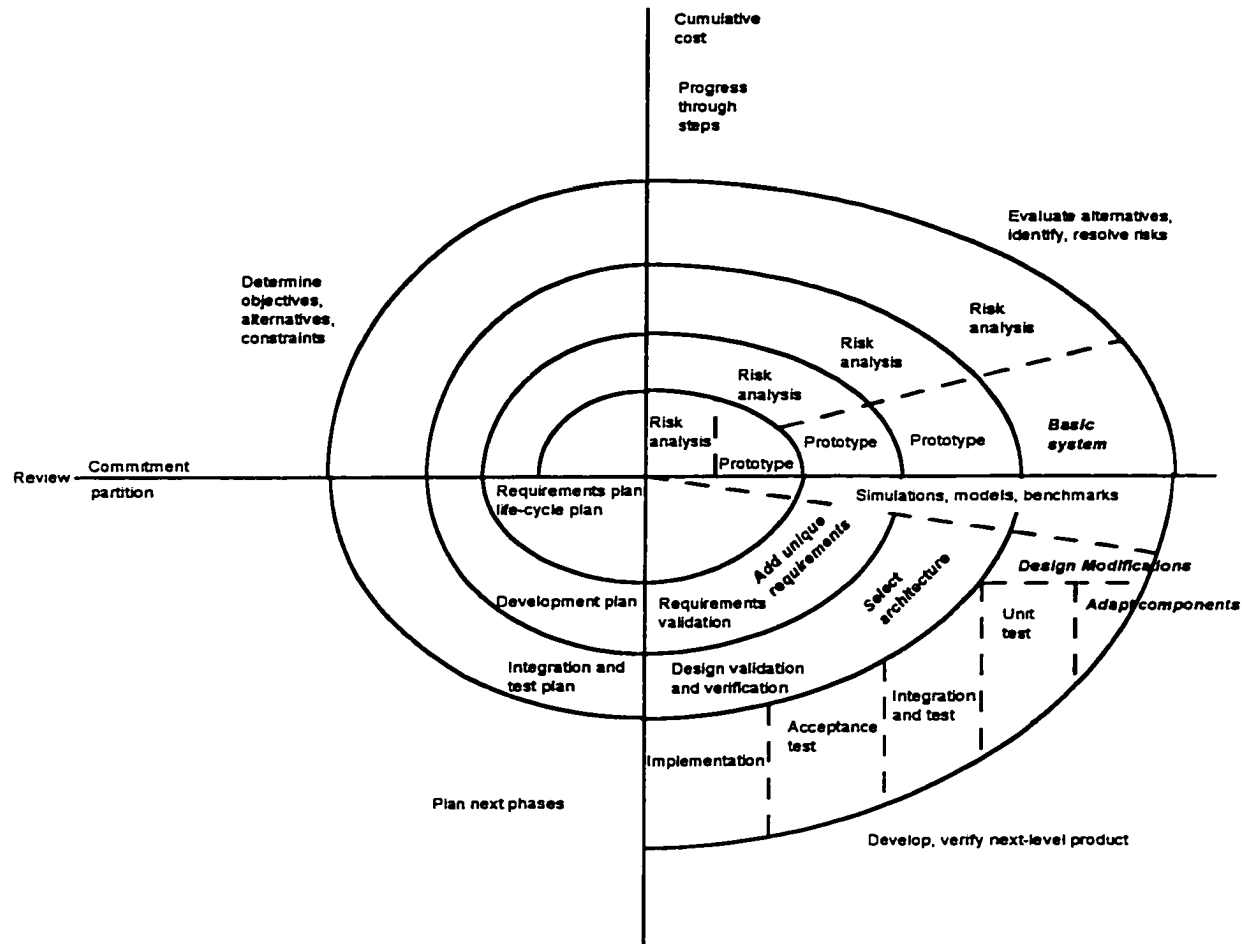 Cumulative
cost
Progress
through
steps
Evaluate alternatives,
identify, resolve risks
Determine
objectives,
alternatives,
constraints
Risk
analysis
Risk
analysis
Risk
analysis
Risk
analysis
Prototype
Prototype
Prototype
Basic
system
Review
Commitment
partition
Requirements plan
life-cycle plan
Simulations, models, benchmarks
Add unique
requirements
Select
architecture
Design Modifications
Adapt components
Unit
test
Development plan
Requirements
validation
Integration and
test plan
Design validation
and verification
Integration
and test
Acceptance
test
Implementation
Plan next phases
Develop, verify next-level product